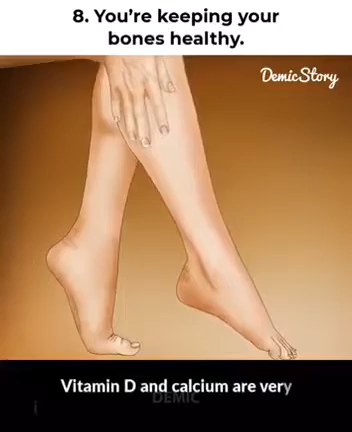 8. You're keeping your
bones healthy.
DemicStory
Vitamin D and calcium are very
DEMIC